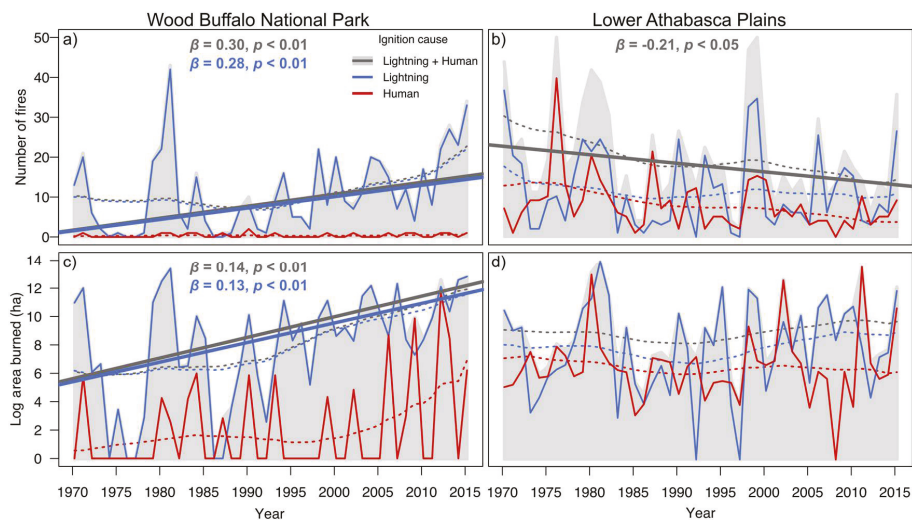 Wood Buffalo National Park
Lower Athabasca Plains
a)
β = 0.30, p < 0.01
β = 0.28, p < 0.01
Ignition cause
Lightning + Human
Lightning
Human
b)
β = -0.21, p < 0.05
Number of fires
50
40
30
20
10
0
c)
β = 0.14, p < 0.01
β = 0.13, p < 0.01
d)
Log area burned (ha)
14
12
10
8
6
4
2
0
1970 1975 1980 1985 1990 1995 2000 2005 2010 2015
1970 1975 1980 1985 1990 1995 2000 2005 2010 2015
Year
Year